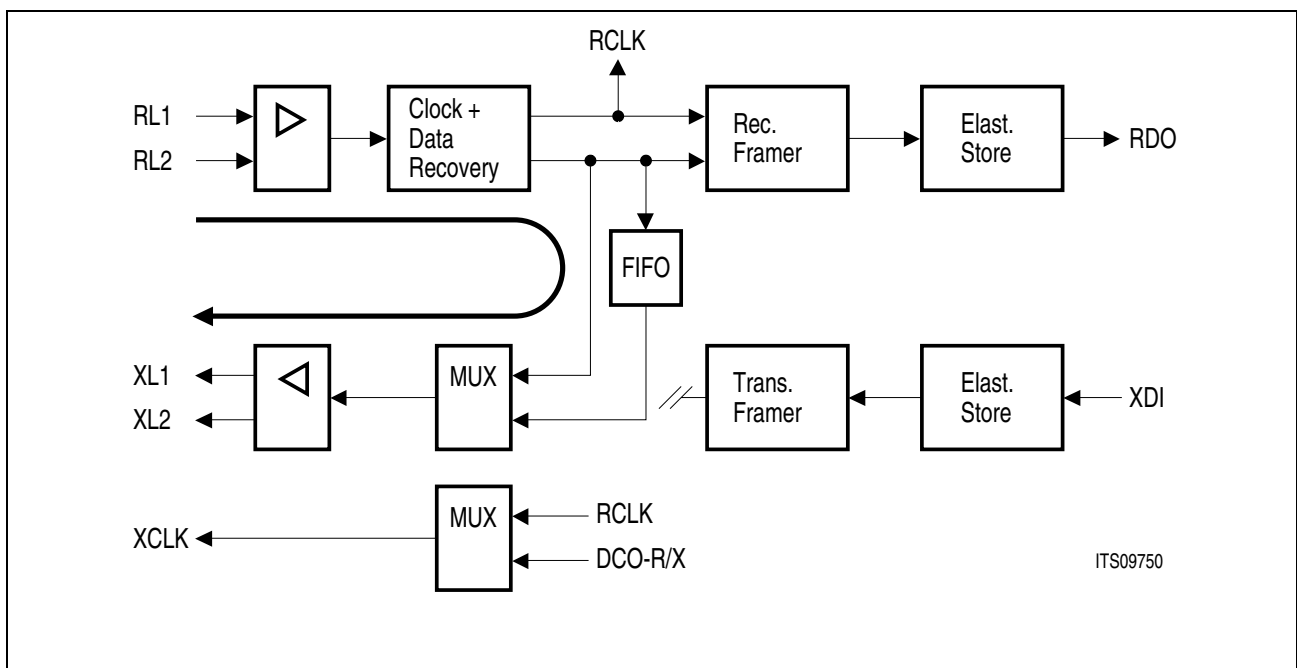 RCLK
RL1
RL2
Clock +
Data
Recovery
Rec.
Framer
Elast.
Store
RDO
FIFO
XL1
XL2
MUX
Trans.
Framer
Elast.
Store
XDI
XCLK
MUX
RCLK
DCO-R/X
ITS09750